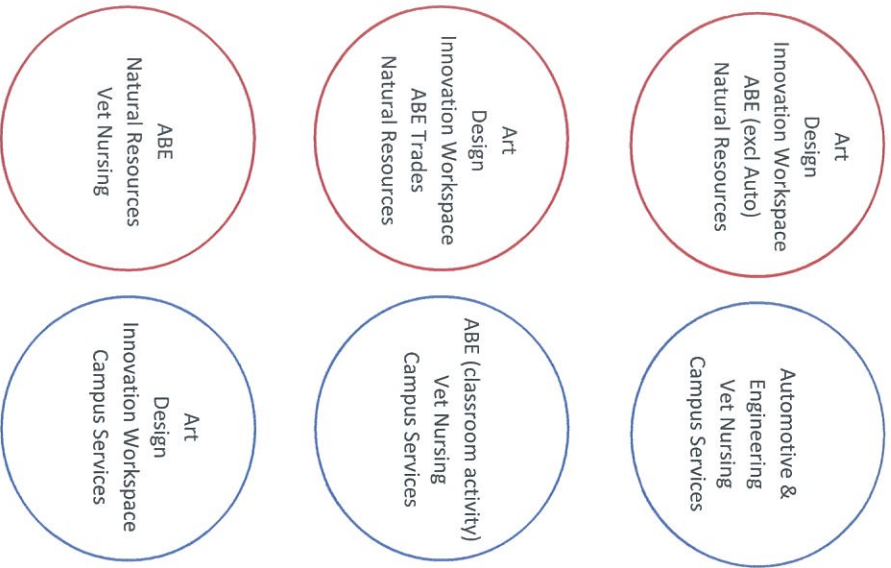 Art
Design
Innovation Workspace
ABE (excl Auto)
Natural Resources
Automotive &
Engineering
Vet Nursing
Campus Services
Art
Design
Innovation Workspace
ABE Trades
Natural Resources
ABE (classroom activity)
Vet Nursing
Campus Services
ABE
Natural Resources
Vet Nursing
Art
Design
Innovation Workspace
Campus Services